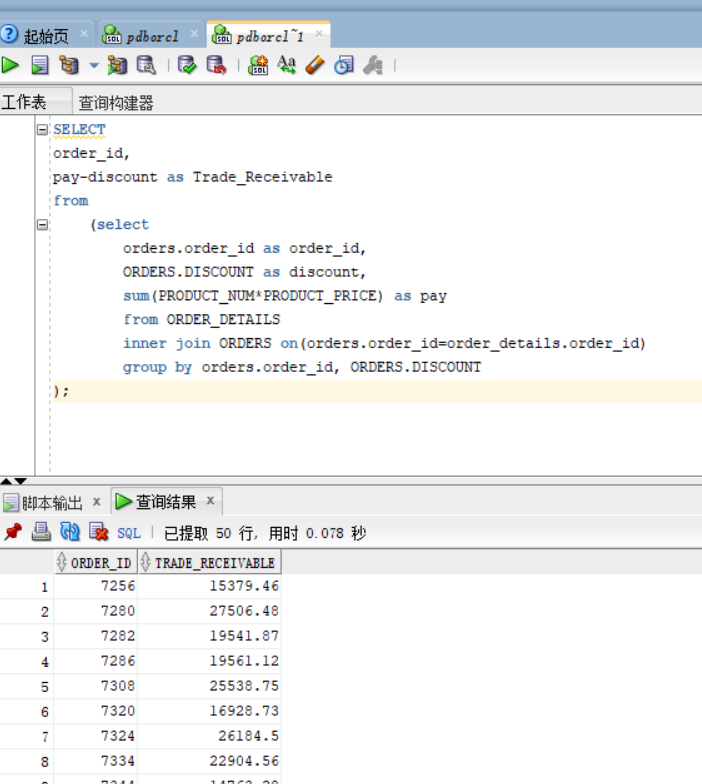 起始页 × pdborcl × pdborcl~1 ×
工作表 查询构建器
SELECT
order_id,
pay-discount as Trade_Receivable
from
(select
orders.order_id as order_id,
ORDERS.DISCOUNT as discount,
sum(PRODUCT_NUM*PRODUCT_PRICE) as pay
from ORDER_DETAILS
inner join ORDERS on(orders.order_id=order_details.order_id)
group by orders.order_id, ORDERS.DISCOUNT
);
脚本输出 × 查询结果 ×
SQL | 已提取 50 行, 用时 0.078 秒
ORDER_ID TRADE_RECEIVABLE
1 7256 15379.46
2 7280 27506.48
3 7282 19541.87
4 7286 19561.12
5 7308 25538.75
6 7320 16928.73
7 7324 26184.5
8 7334 22904.56